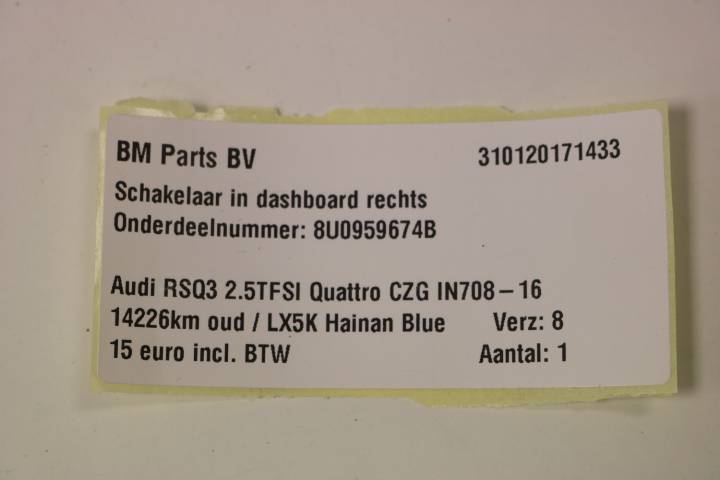 BM Parts BV 310120171433
Schakelaar in dashboard rechts
Onderdeelnummer: 8U0959674B
Audi RSQ3 2.5TFSI Quattro CZG IN708-16
14226km oud / LX5K Hainan Blue Verz: 8
15 euro incl. BTW Aantal: 1